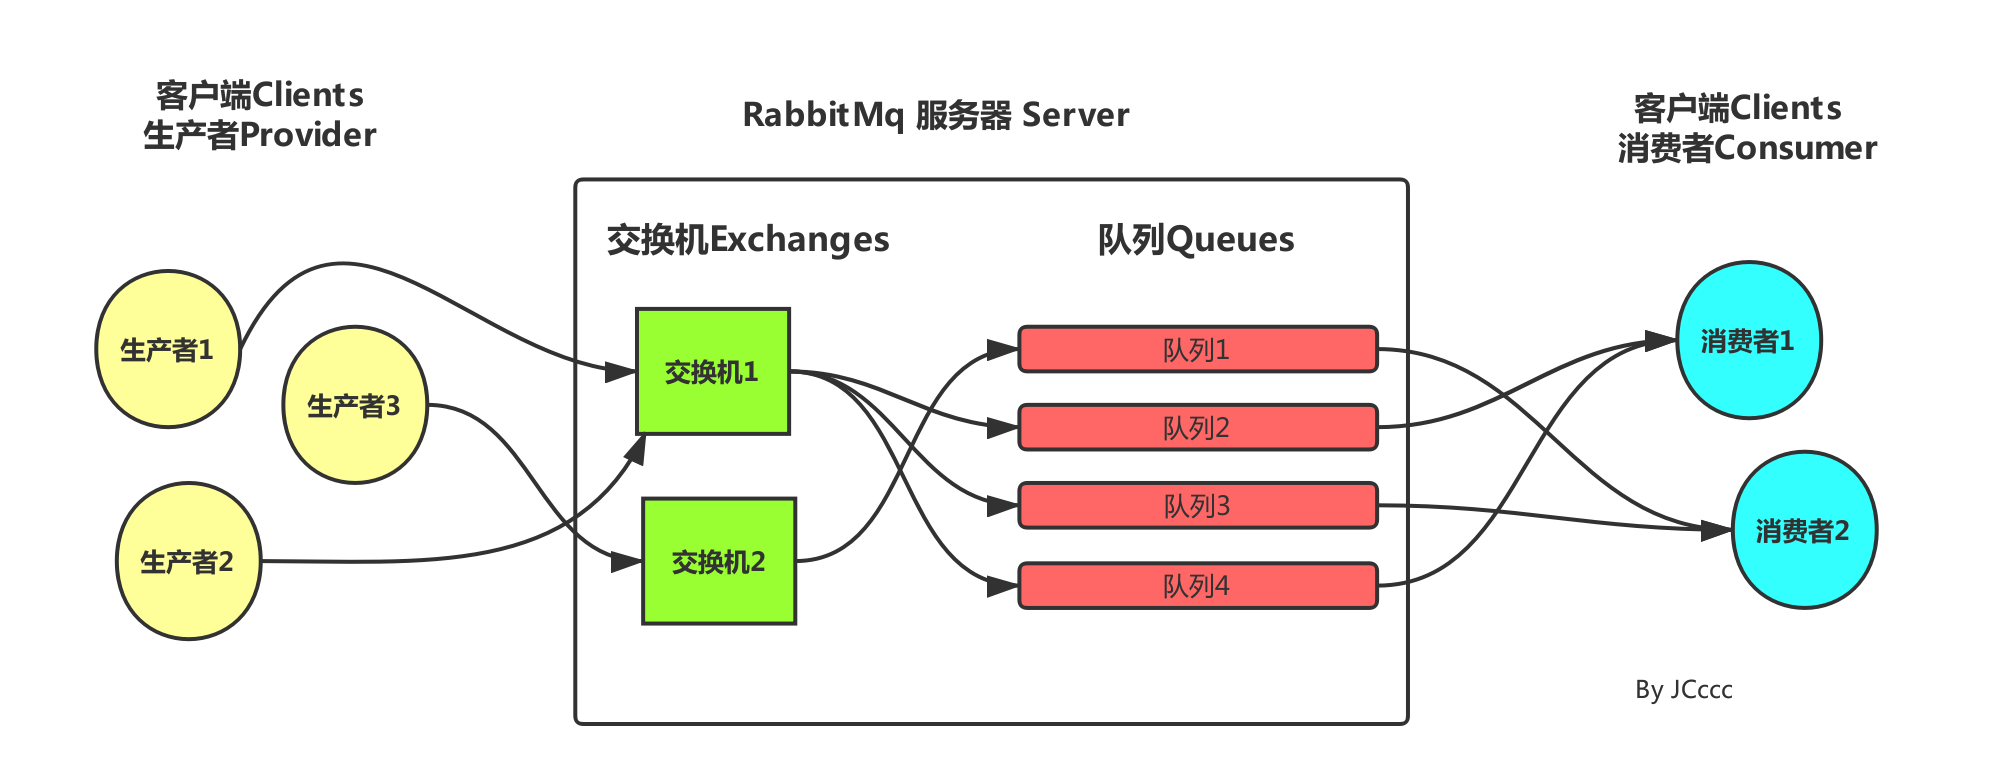 客户端Clients
生产者Provider
RabbitMq 服务器 Server
客户端Clients
消费者Consumer
交换机Exchanges
队列Queues
生产者1
生产者3
生产者2
交换机1
交换机2
队列1
队列2
队列3
队列4
消费者1
消费者2
By JCccc